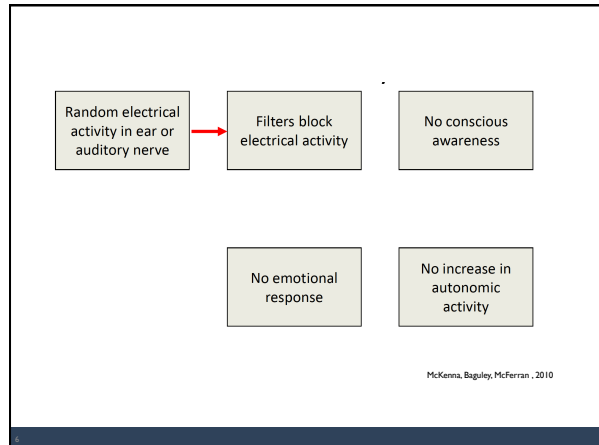 Random electrical
activity in ear or
auditory nerve
Filters block
electrical activity
No conscious
awareness
No emotional
response
No increase in
autonomic
activity
McKenna, Baguley, McFerran , 2010
6